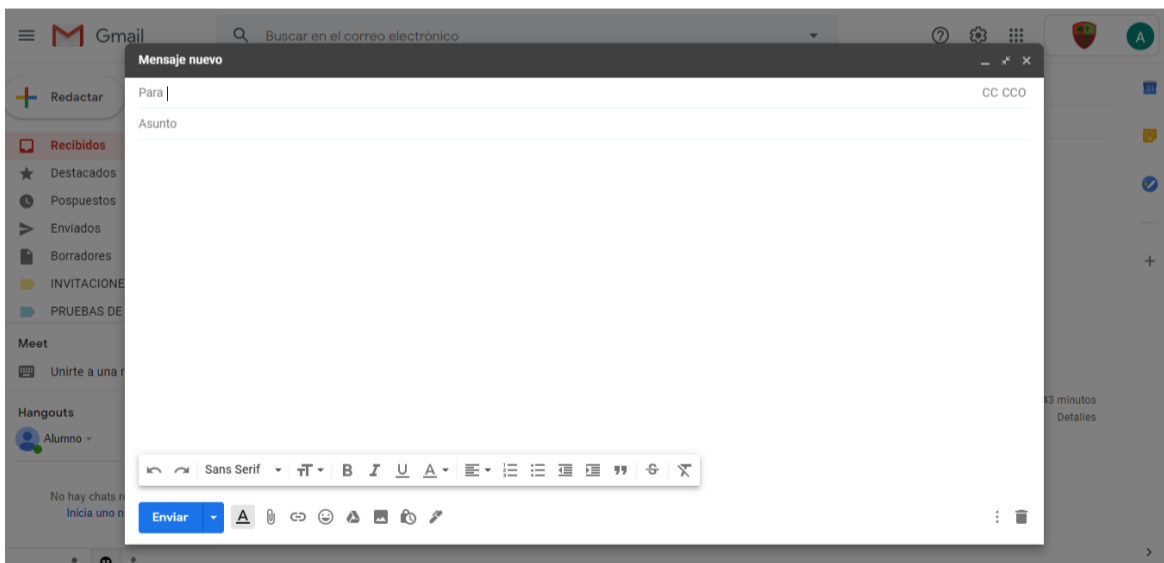 Gmail
Buscar en el correo electrónico
A
Mensaje nuevo
Redactar
Para
CC CCO
Asunto
Recibidos
Destacados
Pospuestos
Enviados
Borradores
INVITACIONE
PRUEBAS DE
Meet
Unirte a una r
43 minutos
Hangouts
Detalles
Alumno
Sans Serif
No hay chats r
Inicia uno n
Enviar